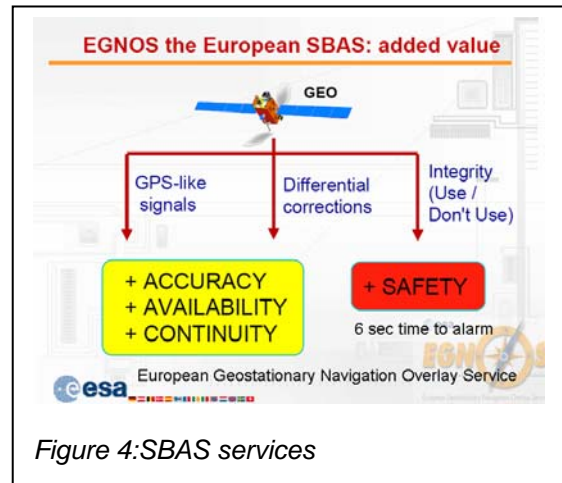 EGNOS the European SBAS: added value
GEO
GPS-like
signals
Differential
corrections
Integrity
(Use /
Don't Use)
+ ACCURACY
+ AVAILABILITY
+ CONTINUITY
+ SAFETY
6 sec time to alarm
EGNOS
European Geostationary Navigation Overlay Service
esa
Figure 4:SBAS services